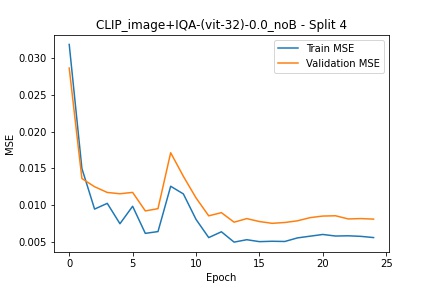 CLIP_image+IQA-(vit-32)-0.0_noB - Split 4
Train MSE
Validation MSE
MSE
0.030
0.025
0.020
0.015
0.010
0.005
0 5 10 15 20 25
Epoch